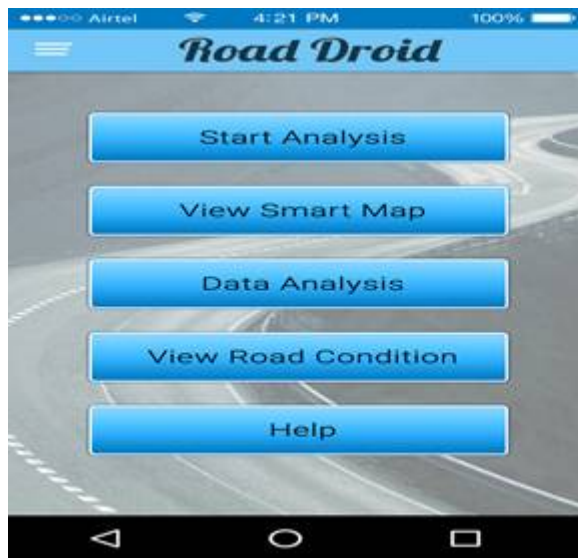 Airtel 4:21 PM 100%
Road Droid
Start Analysis
View Smart Map
Data Analysis
View Road Condition
Help